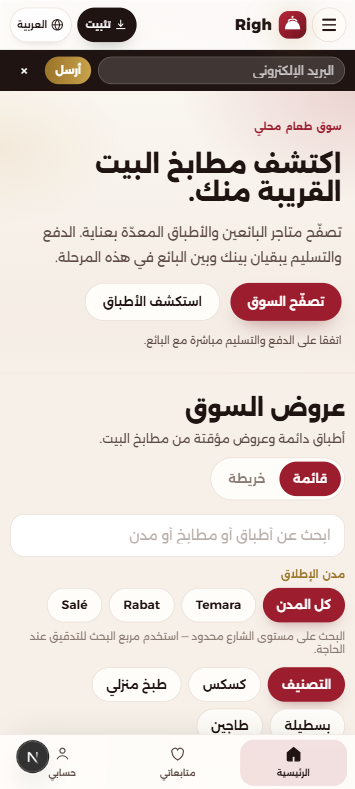 Righ
تثبيت
العربية
البريد الإلكتروني
أرسل
×
سوق طعام محلي
اكتشف مطابخ البيت
القريبة منك.
تصفّح متاجر البائعين والأطباق المعدّة بعناية. الدفع
والتسليم يبقيان بينك وبين البائع في هذه المرحلة.
تصفّح السوق
استكشف الأطباق
اتفقا على الدفع والتسليم مباشرة مع البائع.
عروض السوق
أطباق دائمة وعروض مؤقتة من مطابخ البيت.
قائمة
خريطة
ابحث عن أطباق أو مطابخ أو مدن
مدن الإطلاق
كل المدن
Temara
Rabat
Salé
البحث على مستوى الشارع محدود — استخدم مربع البحث للتدقيق عند
الحاجة.
التصنيف
كسكس
طبخ منزلي
بسطيلة
طاجين
الرئيسية
متابعاتي
حسابي
N